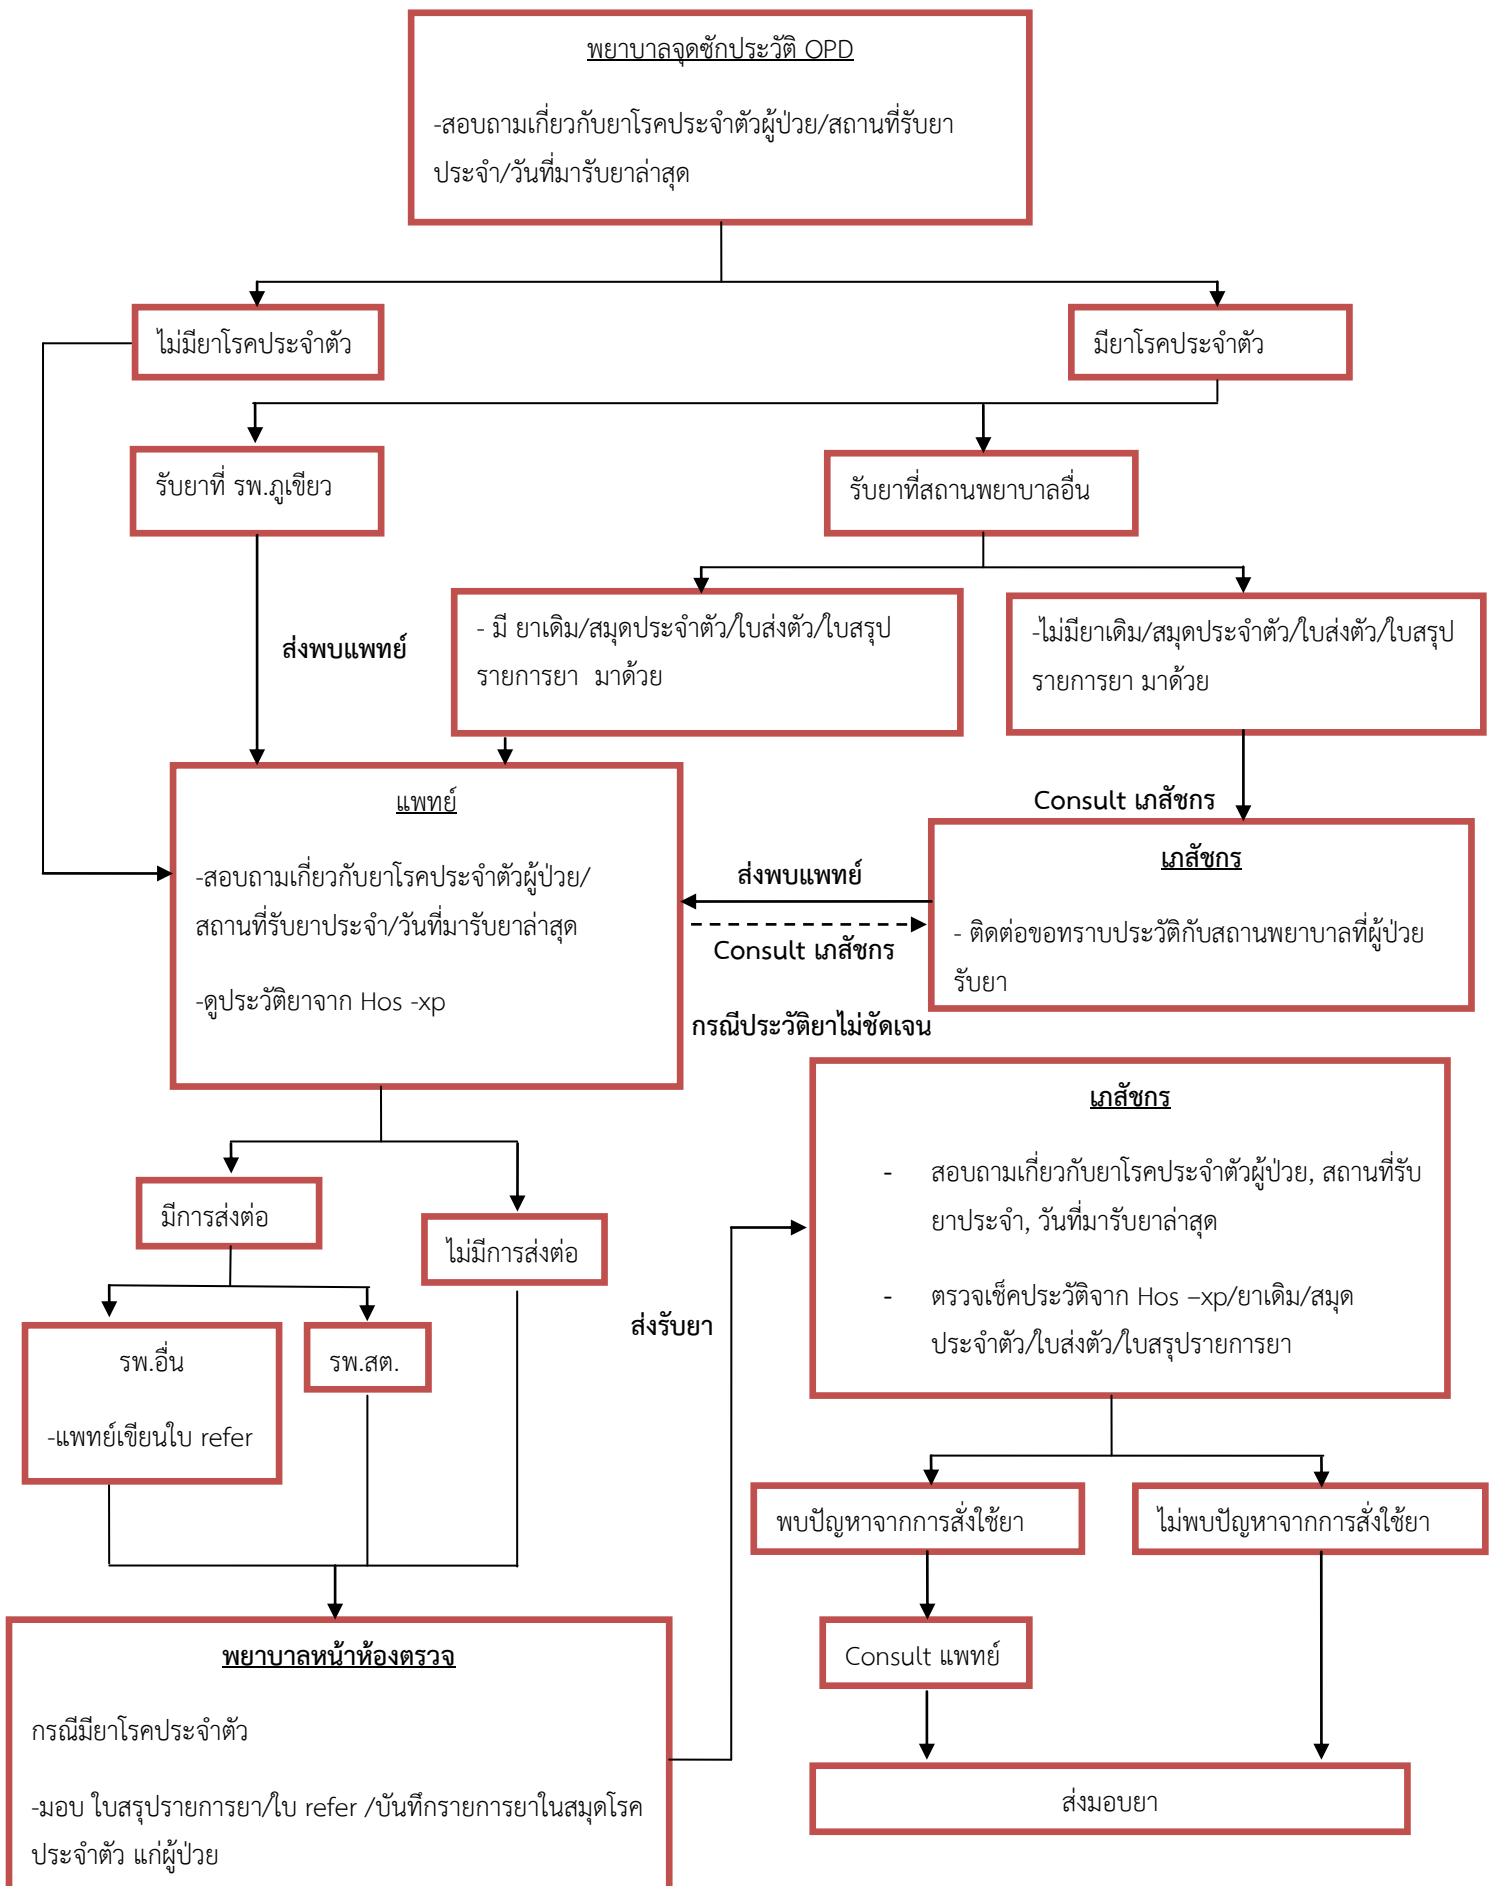 พยาบาลจุดซักประวัติ OPD
-สอบถามเกี่ยวกับยาโรคประจำตัวผู้ป่วย/สถานที่รับยา
ประจำ/วันที่มารับยาล่าสุด
ไม่มียาโรคประจำตัว
มียาโรคประจำตัว
รับยาที่ รพ.ภูเขียว
รับยาที่สถานพยาบาลอื่น
ส่งพบแพทย์
- มี ยาเดิม/สมุดประจำตัว/ใบส่งตัว/ใบสรุป
รายการยา มาด้วย
-ไม่มียาเดิม/สมุดประจำตัว/ใบส่งตัว/ใบสรุป
รายการยา มาด้วย
แพทย์
-สอบถามเกี่ยวกับยาโรคประจำตัวผู้ป่วย/
สถานที่รับยาประจำ/วันที่มารับยาล่าสุด
-ดูประวัติยาจาก Hos -xp
Consult เภสัชกร
ส่งพบแพทย์
Consult เภสัชกร
กรณีประวัติยาไม่ชัดเจน
เภสัชกร
- ติดต่อขอทราบประวัติกับสถานพยาบาลที่ผู้ป่วย
รับยา
มีการส่งต่อ
ไม่มีการส่งต่อ
รพ.อื่น
-แพทย์เขียนใบ refer
รพ.สต.
ส่งรับยา
เภสัชกร
- สอบถามเกี่ยวกับยาโรคประจำตัวผู้ป่วย, สถานที่รับ
ยาประจำ, วันที่มารับยาล่าสุด
- ตรวจเช็คประวัติจาก Hos –xp/ยาเดิม/สมุด
ประจำตัว/ใบส่งตัว/ใบสรุปรายการยา
พบปัญหาจากการสั่งใช้ยา
ไม่พบปัญหาจากการสั่งใช้ยา
Consult แพทย์
ส่งมอบยา
พยาบาลหน้าห้องตรวจ
กรณีมียาโรคประจำตัว
-มอบ ใบสรุปรายการยา/ใบ refer /บันทึกรายการยาในสมุดโรค
ประจำตัว แก่ผู้ป่วย